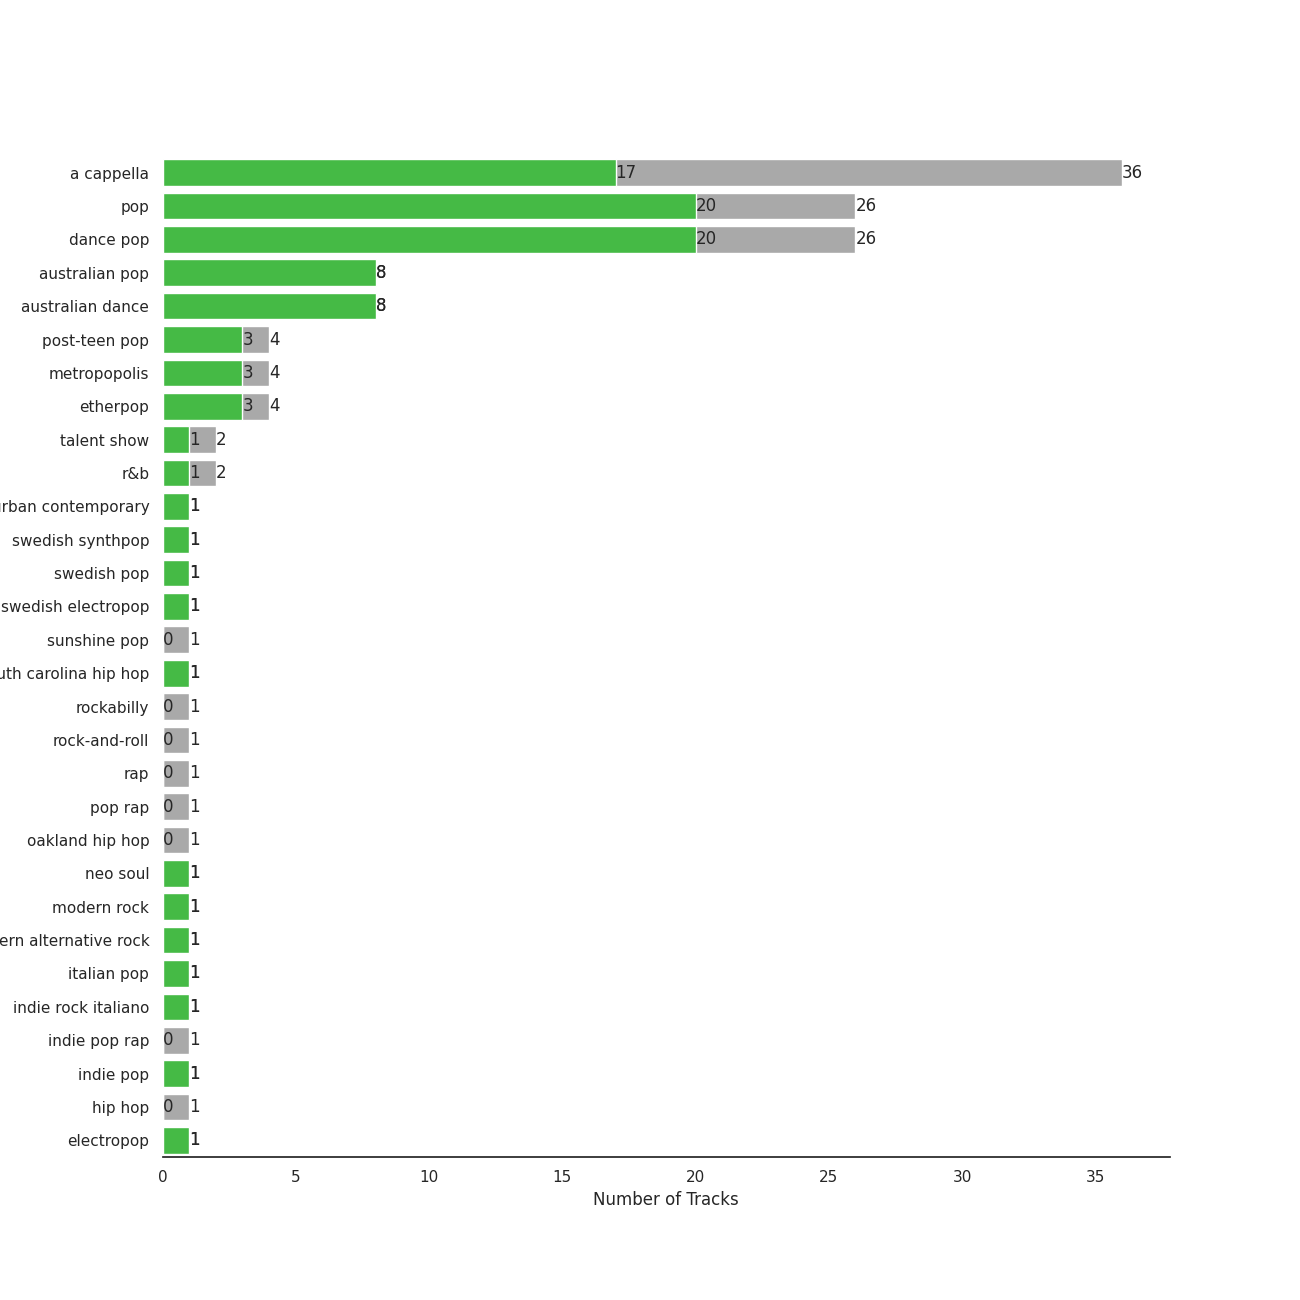 a cappella 17 36
pop 20 26
dance pop 20 26
australian pop 8
australian dance 8
post-teen pop 3 4
metropopolis 3 4
etherpop 3 4
talent show 1 2
r&b 1 2
rban contemporary 1
swedish synthpop 1
swedish pop 1
swedish electropop 1
sunshine pop 0 1
uth carolina hip hop 1
rockabilly 0 1
rock-and-roll 0 1
rap 0 1
pop rap 0 1
oakland hip hop 0 1
neo soul 1
modern rock 1
ern alternative rock 1
italian pop 1
indie rock italiano 1
indie pop rap 0 1
indie pop 1
hip hop 0 1
electropop 1
0 5 10 15 20 25 30 35
Number of Tracks